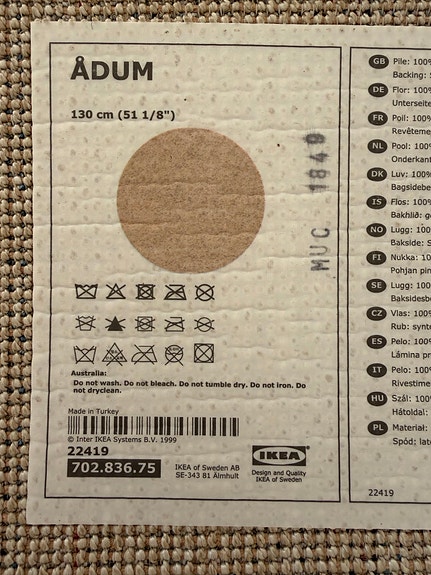 ÅDUM
130 cm (51 1/8")
MUC 1849
Australia:
Do not wash. Do not bleach. Do not tumble dry. Do not iron. Do
not dryclean.
Made in Turkey
© Inter IKEA Systems B.V. 1999
22419
702.836.75
IKEA of Sweden AB
SE-343 81 Älmhult
IKEA
Design and Quality
IKEA of Sweden
GB Pile: 100%
Backing:
DE Flor: 100%
Unterseite
FR Poil: 100%
Revêteme
NL Pool: 100%
Onderkant
DK Luv: 100%
Bagsidebe
IS Flos: 100%
Bakhlið: g
NO Lugg: 100
Bakside: S
FI Nukka: 10
Pohjan pin
SE Lugg: 100
Baksidesb
CZ Vlas: 100%
Rub: synt
ES Pelo: 100%
Lámina pr
IT Pelo: 100%
Rivestime
HU Szál: 100%
Hátoldal:
PL Materiał:
Spód: lat
22419